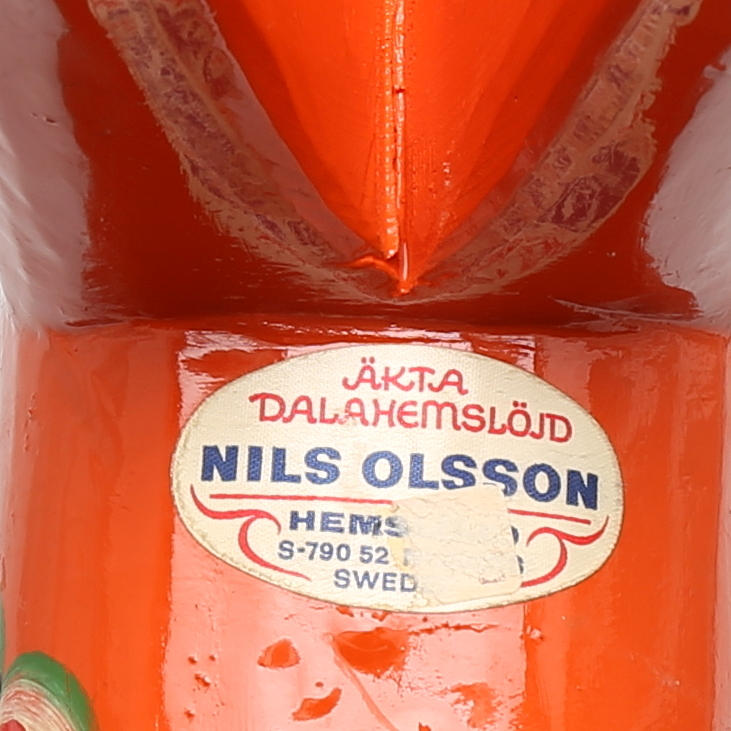 ÄKTA
DALAHEMSLÖJD
NILS OLSSON
S-790 52